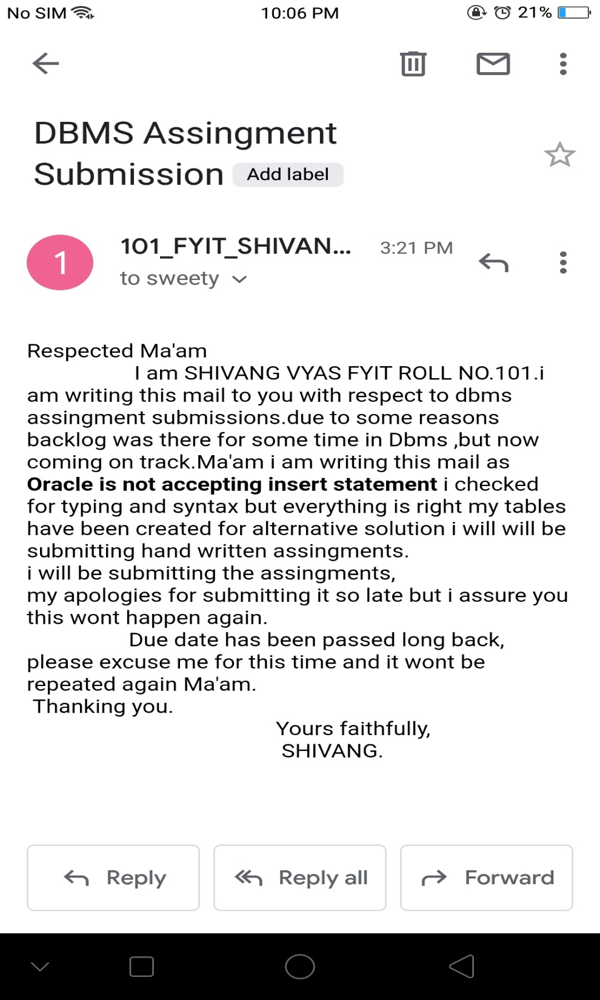 No SIM 10:06 PM 21%
DBMS Assingment
Submission Add label
1 101_FYIT_SHIVAN... 3:21 PM
to sweety
Respected Ma'am
I am SHIVANG VYAS FYIT ROLL NO.101.i
am writing this mail to you with respect to dbms
assingment submissions.due to some reasons
backlog was there for some time in Dbms ,but now
coming on track.Ma'am i am writing this mail as
Oracle is not accepting insert statement i checked
for typing and syntax but everything is right my tables
have been created for alternative solution i will will be
submitting hand written assingments.
i will be submitting the assingments,
my apologies for submitting it so late but i assure you
this wont happen again.
Due date has been passed long back,
please excuse me for this time and it wont be
repeated again Ma'am.
Thanking you.
Yours faithfully,
SHIVANG.
Reply Reply all Forward